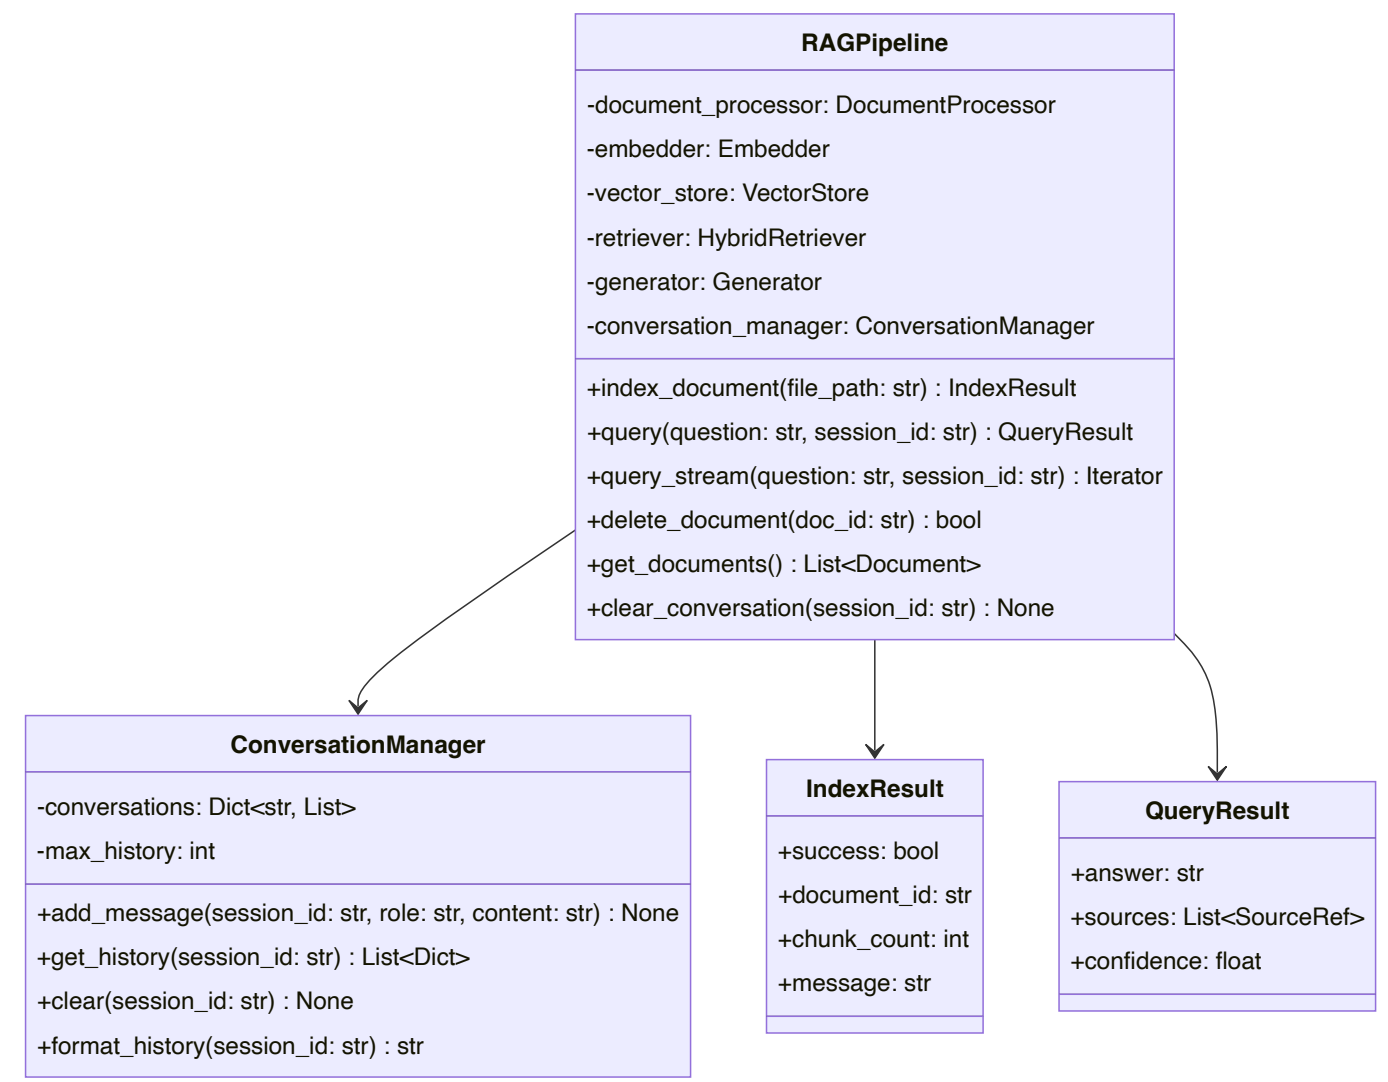 RAGPipeline
-document_processor: DocumentProcessor
-embedder: Embedder
-vector_store: VectorStore
-retriever: HybridRetriever
-generator: Generator
-conversation_manager: ConversationManager
+index_document(file_path: str) : IndexResult
+query(question: str, session_id: str) : QueryResult
+query_stream(question: str, session_id: str) : Iterator
+delete_document(doc_id: str) : bool
+get_documents() : List<Document>
+clear_conversation(session_id: str) : None
ConversationManager
-conversations: Dict<str, List>
-max_history: int
+add_message(session_id: str, role: str, content: str) : None
+get_history(session_id: str) : List<Dict>
+clear(session_id: str) : None
+format_history(session_id: str) : str
IndexResult
+success: bool
+document_id: str
+chunk_count: int
+message: str
QueryResult
+answer: str
+sources: List<SourceRef>
+confidence: float